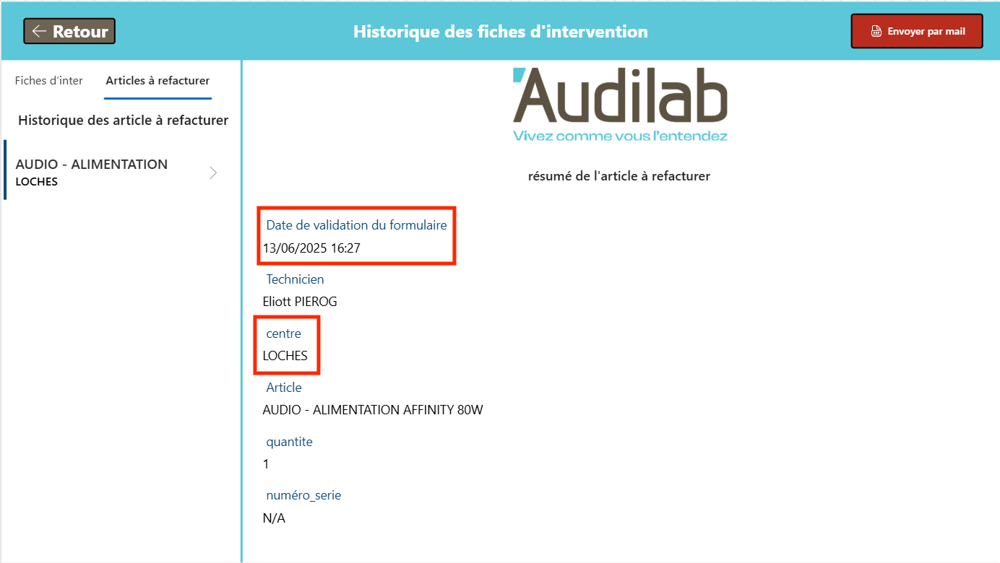 Retour
Historique des fiches d'intervention
Envoyer par mail
Fiches d'inter
Articles à refacturer
Historique des article à refacturer
AUDIO - ALIMENTATION
LOCHES
Audilab
Vivez comme vous l'entendez
résumé de l'article à refacturer
Date de validation du formulaire
13/06/2025 16:27
Technicien
Eliott PIEROG
centre
LOCHES
Article
AUDIO - ALIMENTATION AFFINITY 80W
quantite
1
numéro_serie
N/A